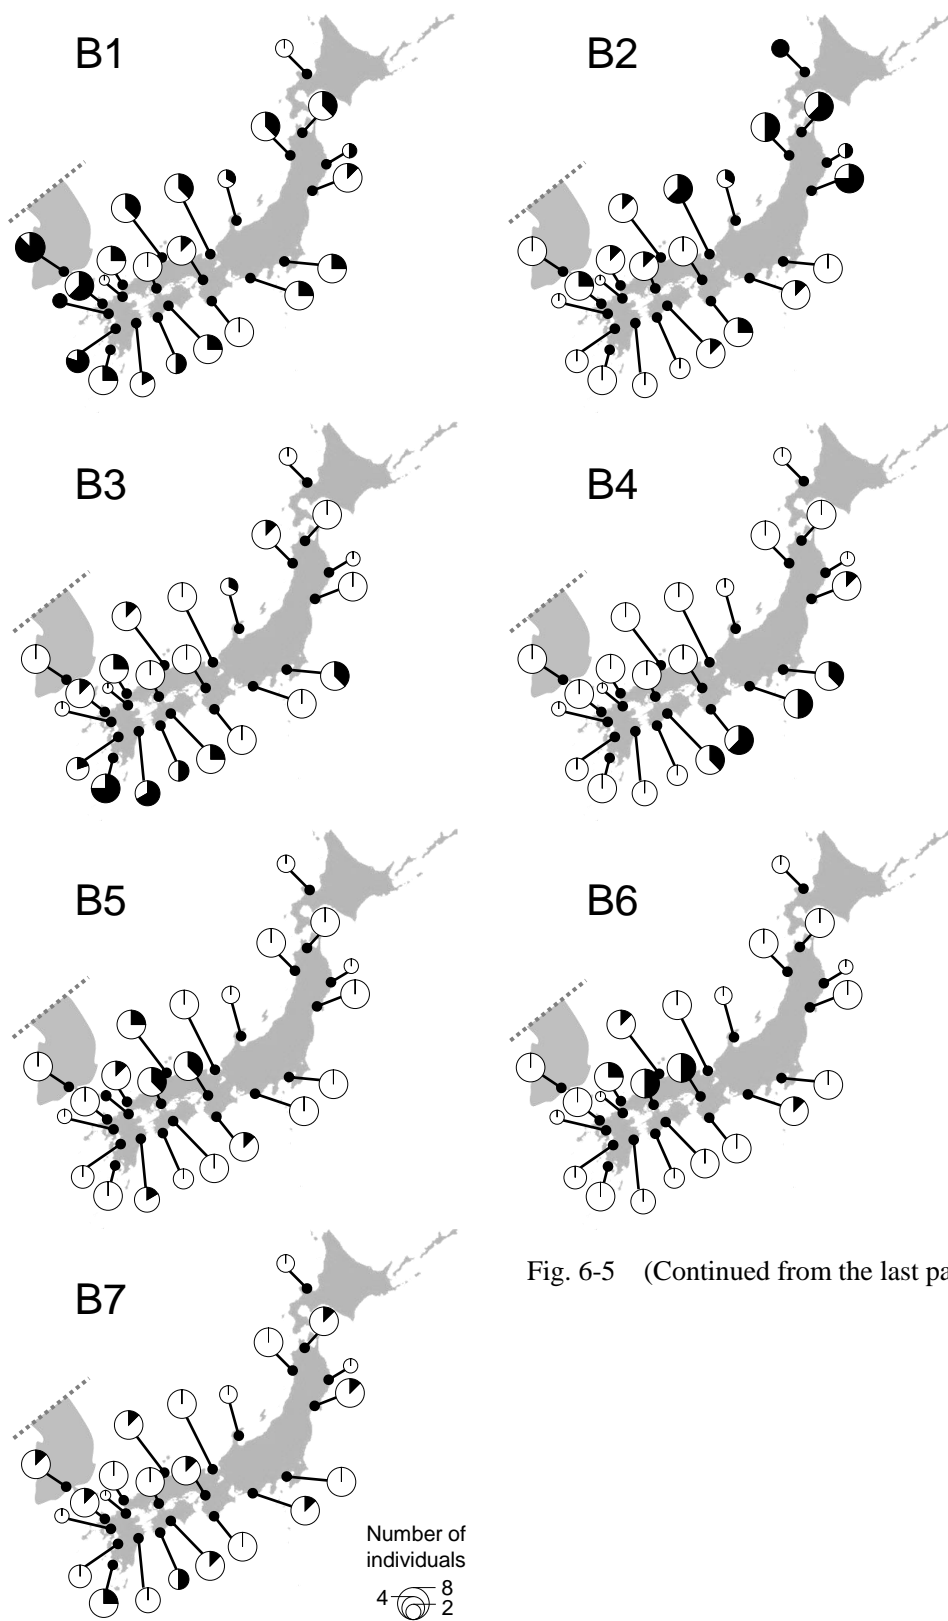 B1
B2
B3
B4
B5
B6
Fig. 6-5 (Continued from the last pa
B7
Number of
individuals
4
8
2